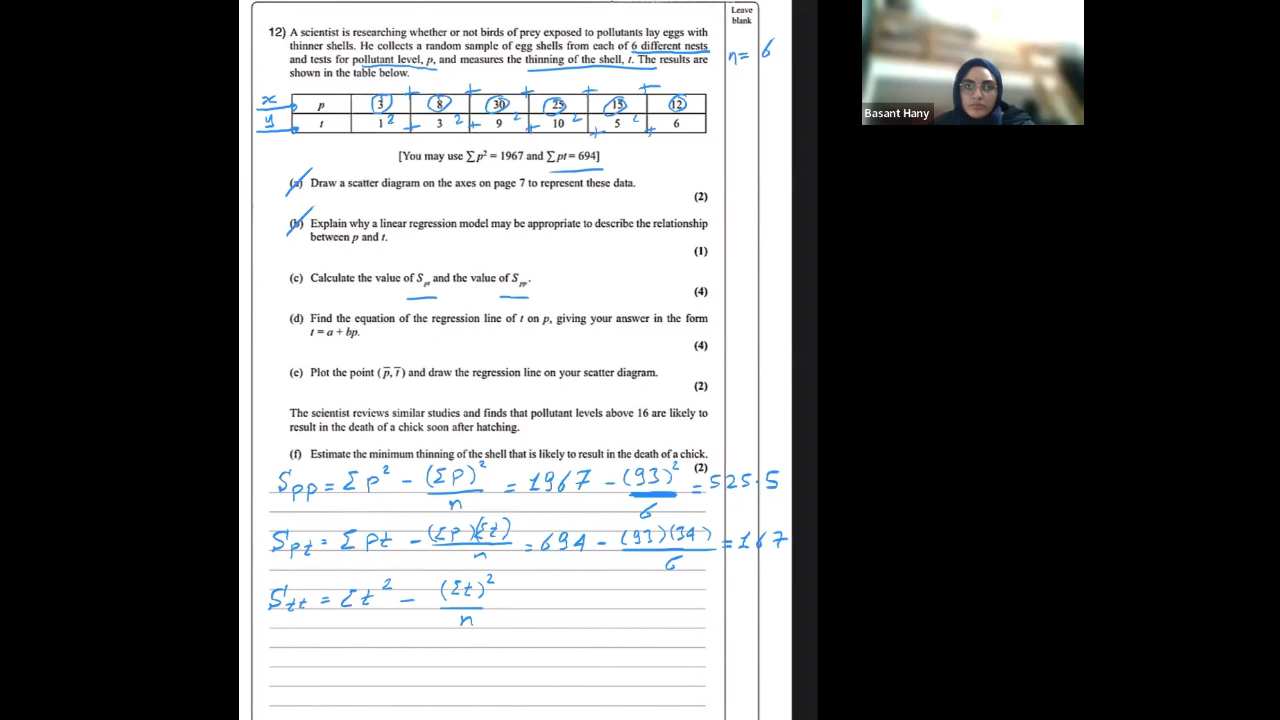 Leave
blank
12) A scientist is researching whether or not birds of prey exposed to pollutants lay eggs with
thinner shells. He collects a random sample of egg shells from each of 6 different nests
and tests for pollutant level, p, and measures the thinning of the shell, t. The results are
shown in the table below.
n = 6
x p 3 8 30 25 15 12
y t 1² 3² 9² 10² 5² 6
[You may use ∑p² = 1967 and ∑pt = 694]
(a) Draw a scatter diagram on the axes on page 7 to represent these data.
(2)
(b) Explain why a linear regression model may be appropriate to describe the relationship
between p and t.
(1)
(c) Calculate the value of S_pt and the value of S_pp.
(4)
(d) Find the equation of the regression line of t on p, giving your answer in the form
t = a + bp.
(4)
(e) Plot the point (p̅, t̅) and draw the regression line on your scatter diagram.
(2)
The scientist reviews similar studies and finds that pollutant levels above 16 are likely to
result in the death of a chick soon after hatching.
(f) Estimate the minimum thinning of the shell that is likely to result in the death of a chick.
(2)
Spp = Σp² - (Σp)²/n = 1967 - (93)²/6 = 525.5
Spt = Σpt - (Σp)(Σt)/n = 694 - (93)(34)/6 = 167
Stt = Σt² - (Σt)²/n
Basant Hany